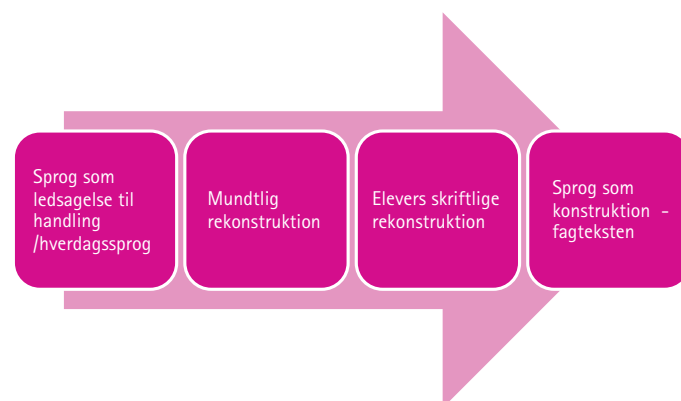 Sprog som
ledsagelse til
handling
/hverdagssprog
Mundtlig
rekonstruktion
Elevers skriftlige
rekonstruktion
Sprog som
konstruktion -
fagteksten